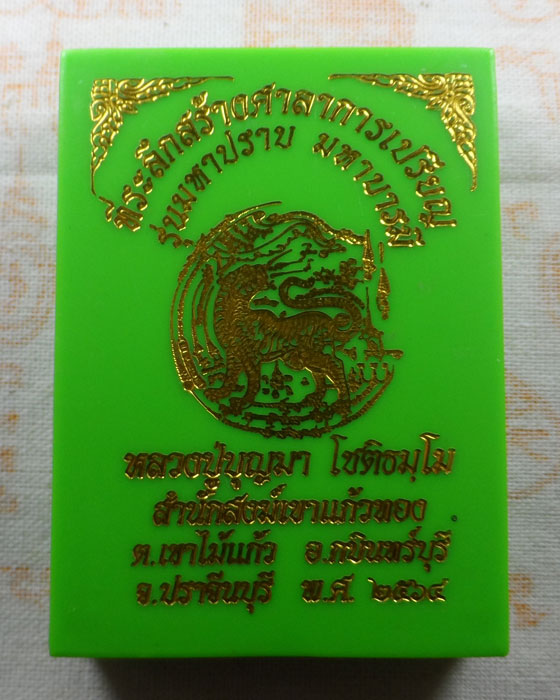 ที่ระลึกสร้างศาลาการเปรียญ
รุ่นมหาปราบ มหาบารมี
หลวงปู่บุญมา โชติธมฺโม
สำนักสงฆ์เขาแก้วทอง
ต.เขาไม้แก้ว อ.กบินทร์บุรี
จ.ปราจีนบุรี พ.ศ. ๒๕๖๔